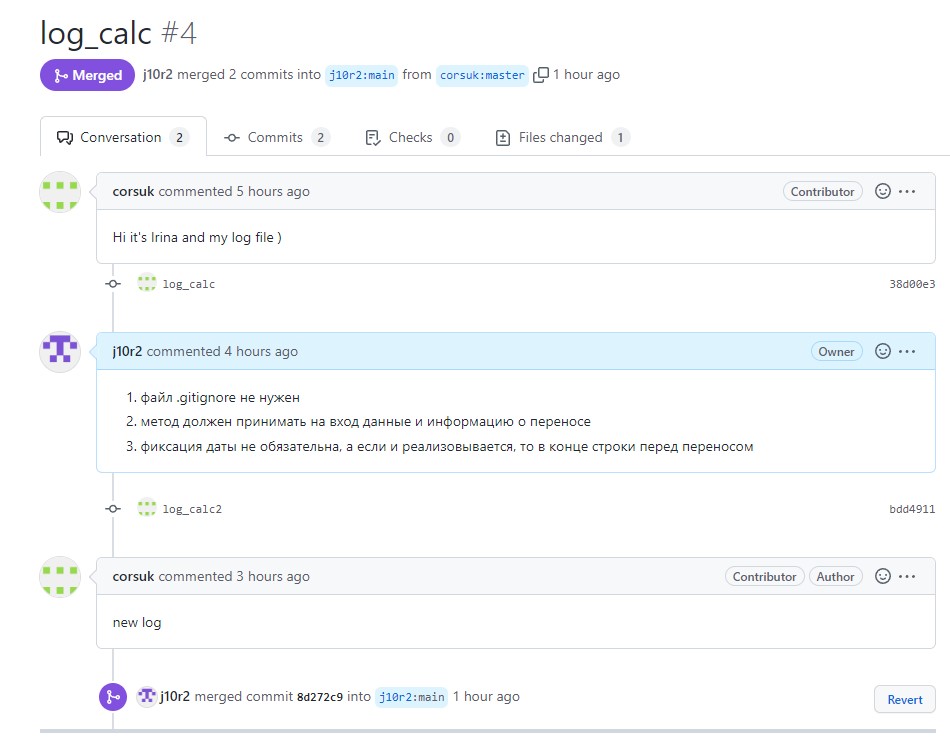 log_calc #4
Merged j10r2 merged 2 commits into j10r2:main from corsuk:master 1 hour ago
Conversation 2 Commits 2 Checks 0 Files changed 1
corsuk commented 5 hours ago Contributor
Hi it's Irina and my log file )
log_calc 38d00e3
j10r2 commented 4 hours ago Owner
1. файл .gitignore не нужен
2. метод должен принимать на вход данные и информацию о переносе
3. фиксация даты не обязательна, а если и реализовывается, то в конце строки перед переносом
log_calc2 bdd4911
corsuk commented 3 hours ago Contributor Author
new log
j10r2 merged commit 8d272c9 into j10r2:main 1 hour ago Revert